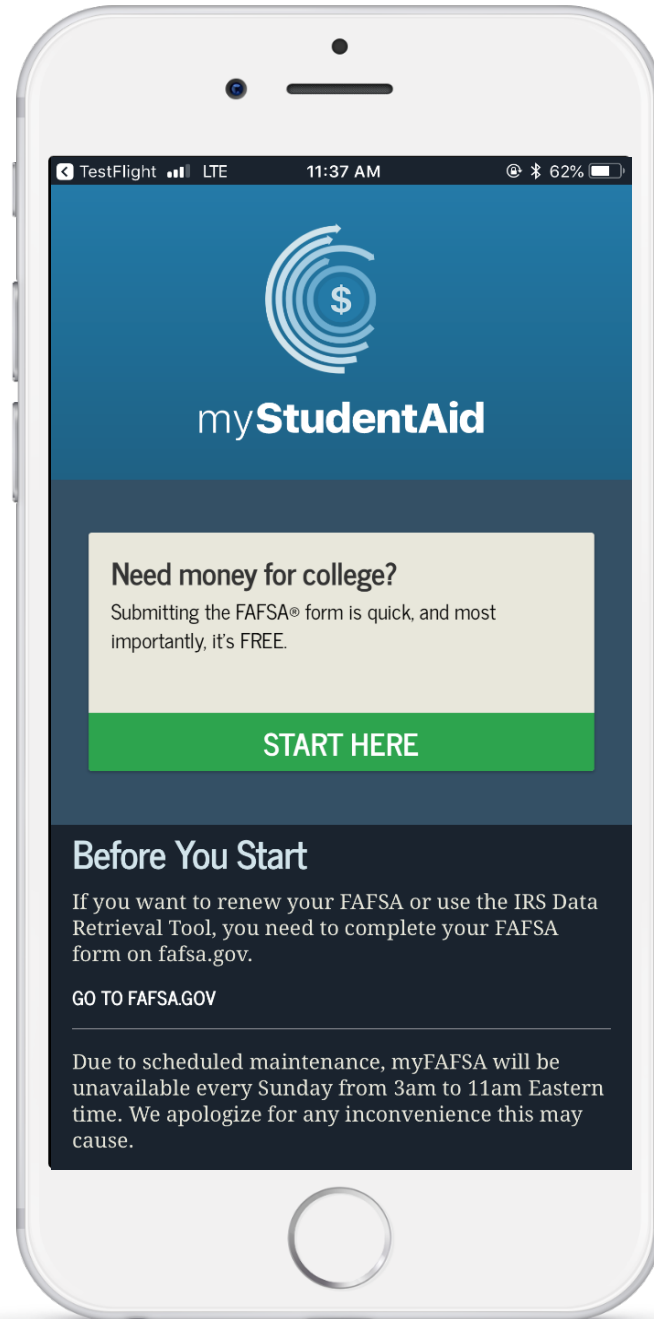 TestFlight LTE 11:37 AM 62%
$
myStudentAid
Need money for college?
Submitting the FAFSA® form is quick, and most
importantly, it's FREE.
START HERE
Before You Start
If you want to renew your FAFSA or use the IRS Data
Retrieval Tool, you need to complete your FAFSA
form on fafsa.gov.
GO TO FAFSA.GOV
Due to scheduled maintenance, myFAFSA will be
unavailable every Sunday from 3am to 11am Eastern
time. We apologize for any inconvenience this may
cause.